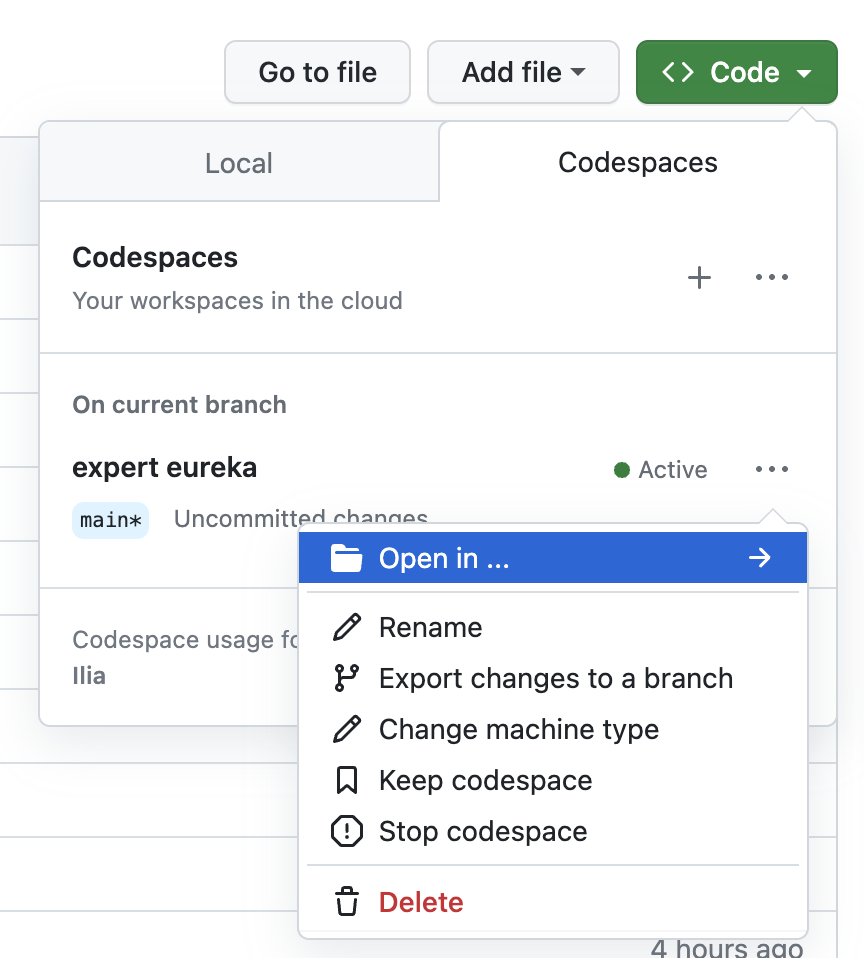 Go to file
Add file
Code
Local
Codespaces
Codespaces
Your workspaces in the cloud
On current branch
expert eureka
Active
main*
Uncommitted changes
Open in ...
Rename
Codespace usage
Ilia
Export changes to a branch
Change machine type
Keep codespace
Stop codespace
Delete
4 hours ago